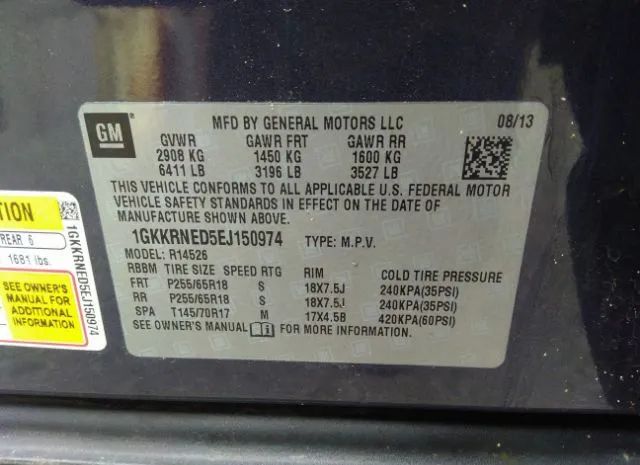 GM
MFD BY GENERAL MOTORS LLC 08/13
GVWR GAWR FRT GAWR RR
2908 KG 1450 KG 1600 KG
6411 LB 3196 LB 3527 LB
THIS VEHICLE CONFORMS TO ALL APPLICABLE U.S. FEDERAL MOTOR
VEHICLE SAFETY STANDARDS IN EFFECT ON THE DATE OF
MANUFACTURE SHOWN ABOVE.
1GKKRNED5EJ150974 TYPE: M.P.V.
MODEL: R14526
RBBM TIRE SIZE SPEED RTG RIM COLD TIRE PRESSURE
FRT P255/65R18 S 18X7.5J 240KPA(35PSI)
RR P255/65R18 S 18X7.5J 240KPA(35PSI)
SPA T145/70R17 M 17X4.5B 420KPA(60PSI)
SEE OWNER'S MANUAL i FOR MORE INFORMATION
TION
REAR 6
1681 lbs.
SEE OWNER'S
MANUAL FOR
ADDITIONAL
INFORMATION
1GKKRNED5EJ150974